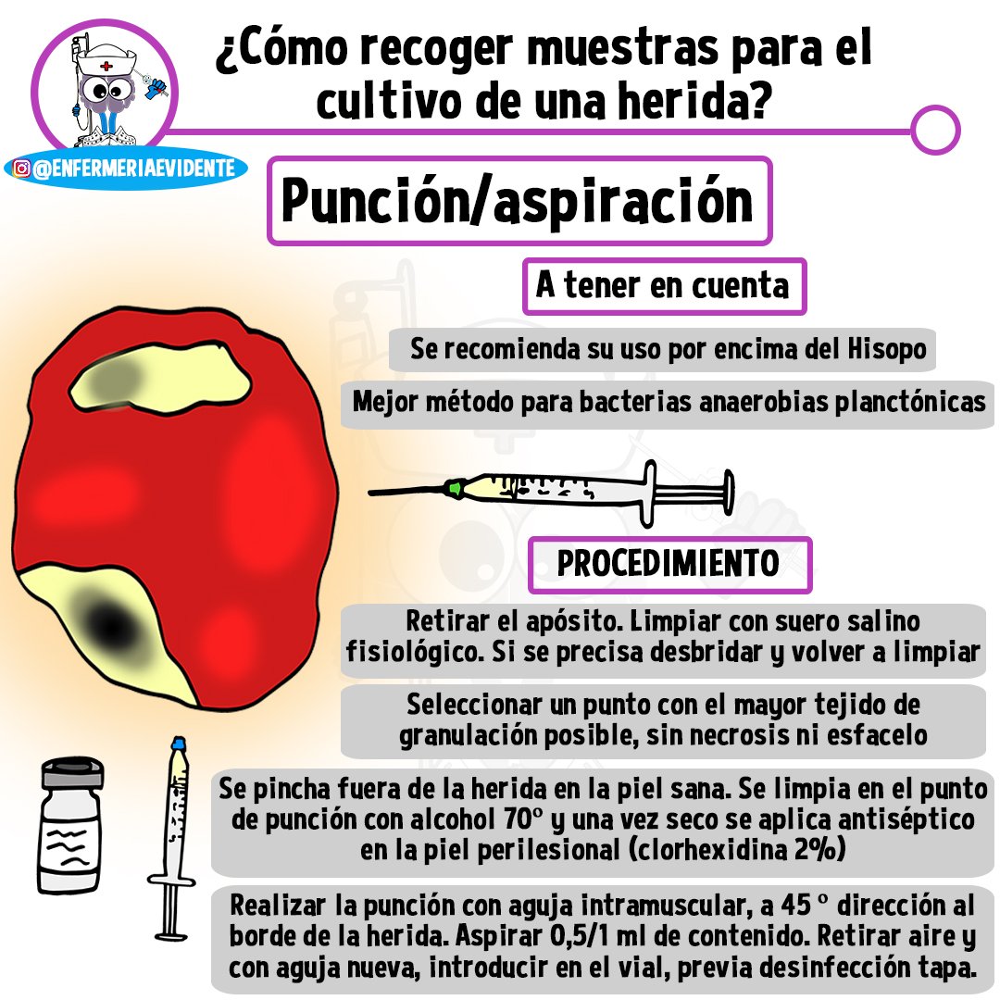 ¿Cómo recoger muestras para el
cultivo de una herida?
@ENFERMERIAEVIDENTE
Punción/aspiración
A tener en cuenta
Se recomienda su uso por encima del Hisopo
Mejor método para bacterias anaerobias planctónicas
PROCEDIMIENTO
Retirar el apósito. Limpiar con suero salino
fisiológico. Si se precisa desbridar y volver a limpiar
Seleccionar un punto con el mayor tejido de
granulación posible, sin necrosis ni esfacelo
Se pincha fuera de la herida en la piel sana. Se limpia en el punto
de punción con alcohol 70º y una vez seco se aplica antiséptico
en la piel perilesional (clorhexidina 2%)
Realizar la punción con aguja intramuscular, a 45 º dirección al
borde de la herida. Aspirar 0,5/1 ml de contenido. Retirar aire y
con aguja nueva, introducir en el vial, previa desinfección tapa.